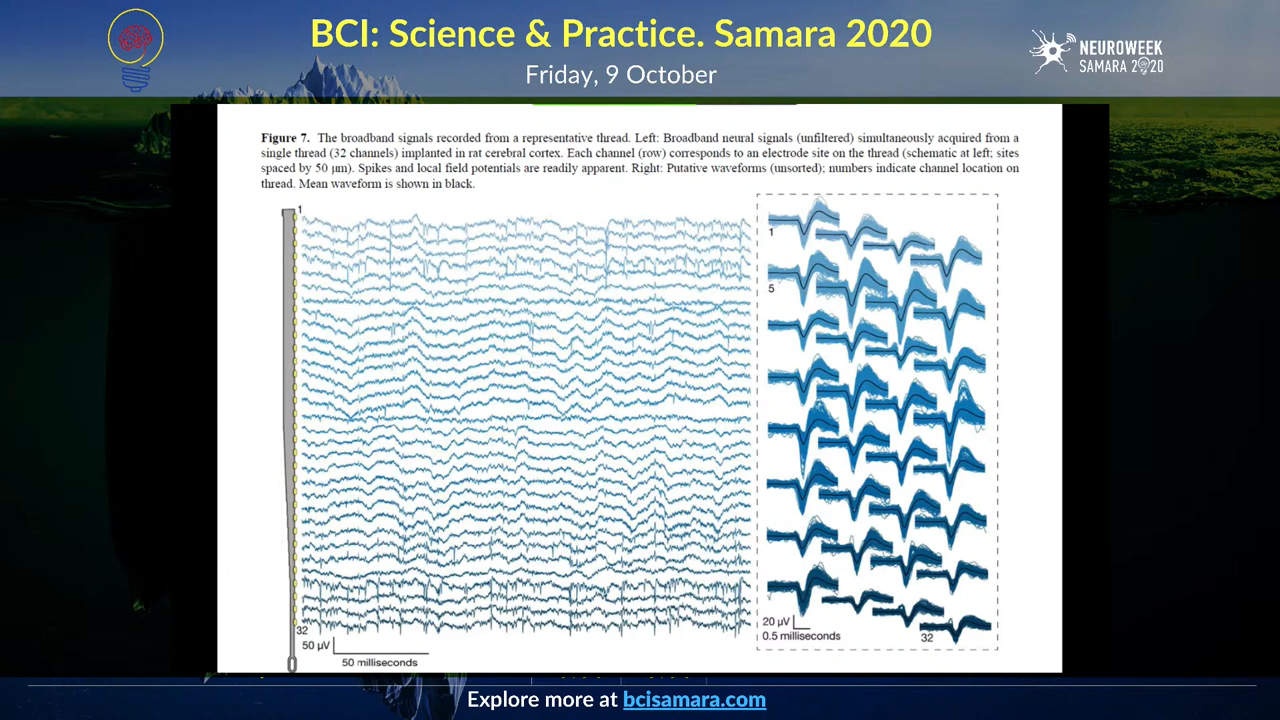 BCI: Science & Practice. Samara 2020
Friday, 9 October
NEUROWEEK
SAMARA 2020
Figure 7. The broadband signals recorded from a representative thread. Left: Broadband neural signals (unfiltered) simultaneously acquired from a
single thread (32 channels) implanted in rat cerebral cortex. Each channel (row) corresponds to an electrode site on the thread (schematic at left; sites
spaced by 50 μm). Spikes and local field potentials are readily apparent. Right: Putative waveforms (unsorted); numbers indicate channel location on
thread. Mean waveform is shown in black.
1
1
5
32
50 μV
50 milliseconds
20 μV
0.5 milliseconds
32
Explore more at bcisamara.com